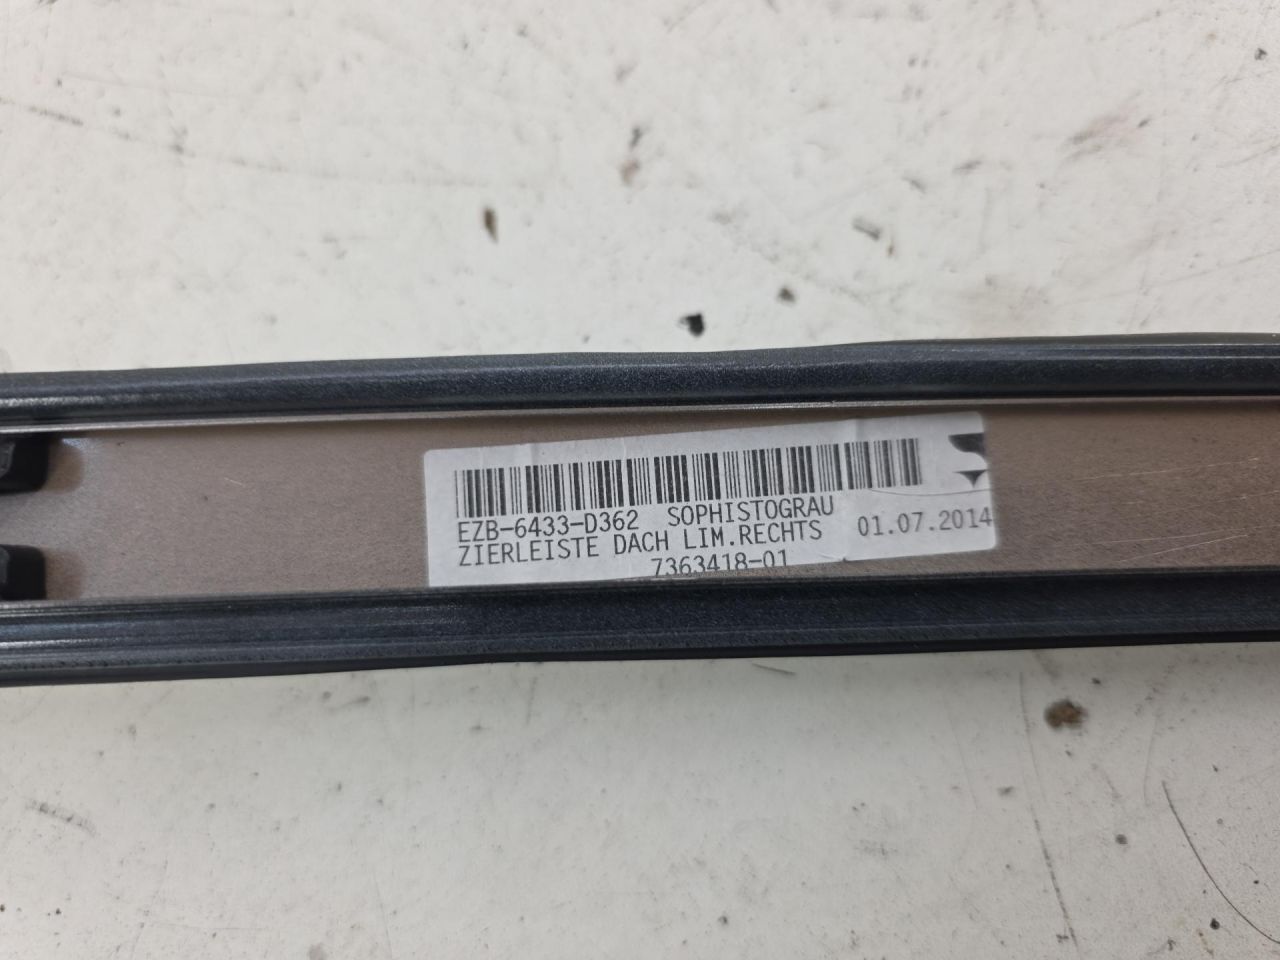 EZB-6433-D362 SOPHISTOGRAU
ZIERLEISTE DACH LIM.RECHTS 01.07.2014
7363418-01